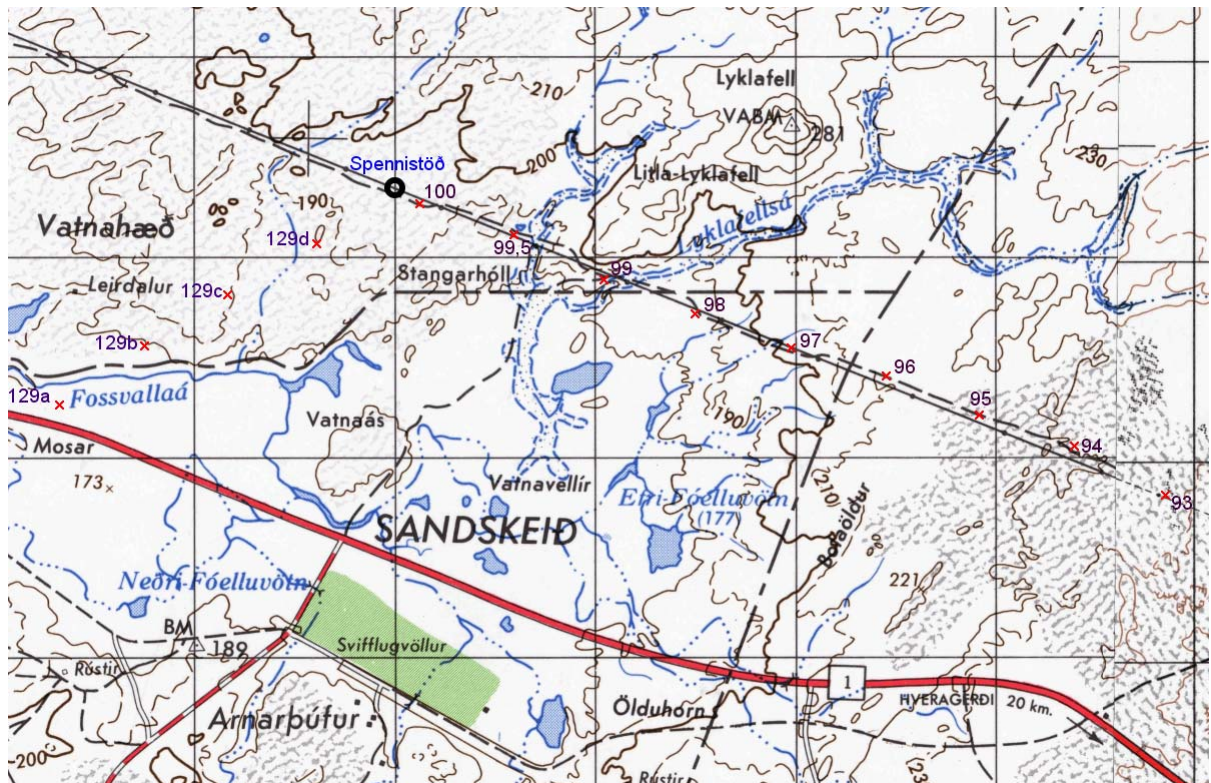 Lyklafell
VABM
281
210
200
230
Spennistöð
100
Litla-Lyklafell
190
Vatnahæð
129d
99,5
Lyklafellsá
Stangarhóll
99
Leirdalur
129c
98
129b
97
96
129a
Fossvallaá
95
190
Vatnaás
Mosar
94
173
Vatnavellir
Efri-Fóelluvötn
(177)
210
93
SANDSKEIÐ
Bolaöldur
221
Neðri-Fóelluvötn
BM
189
Svifflugvöllur
Rústir
1
HVERAGERÐI 20 km.
Arnarþúfur
Ölduhorn
200
Rústir